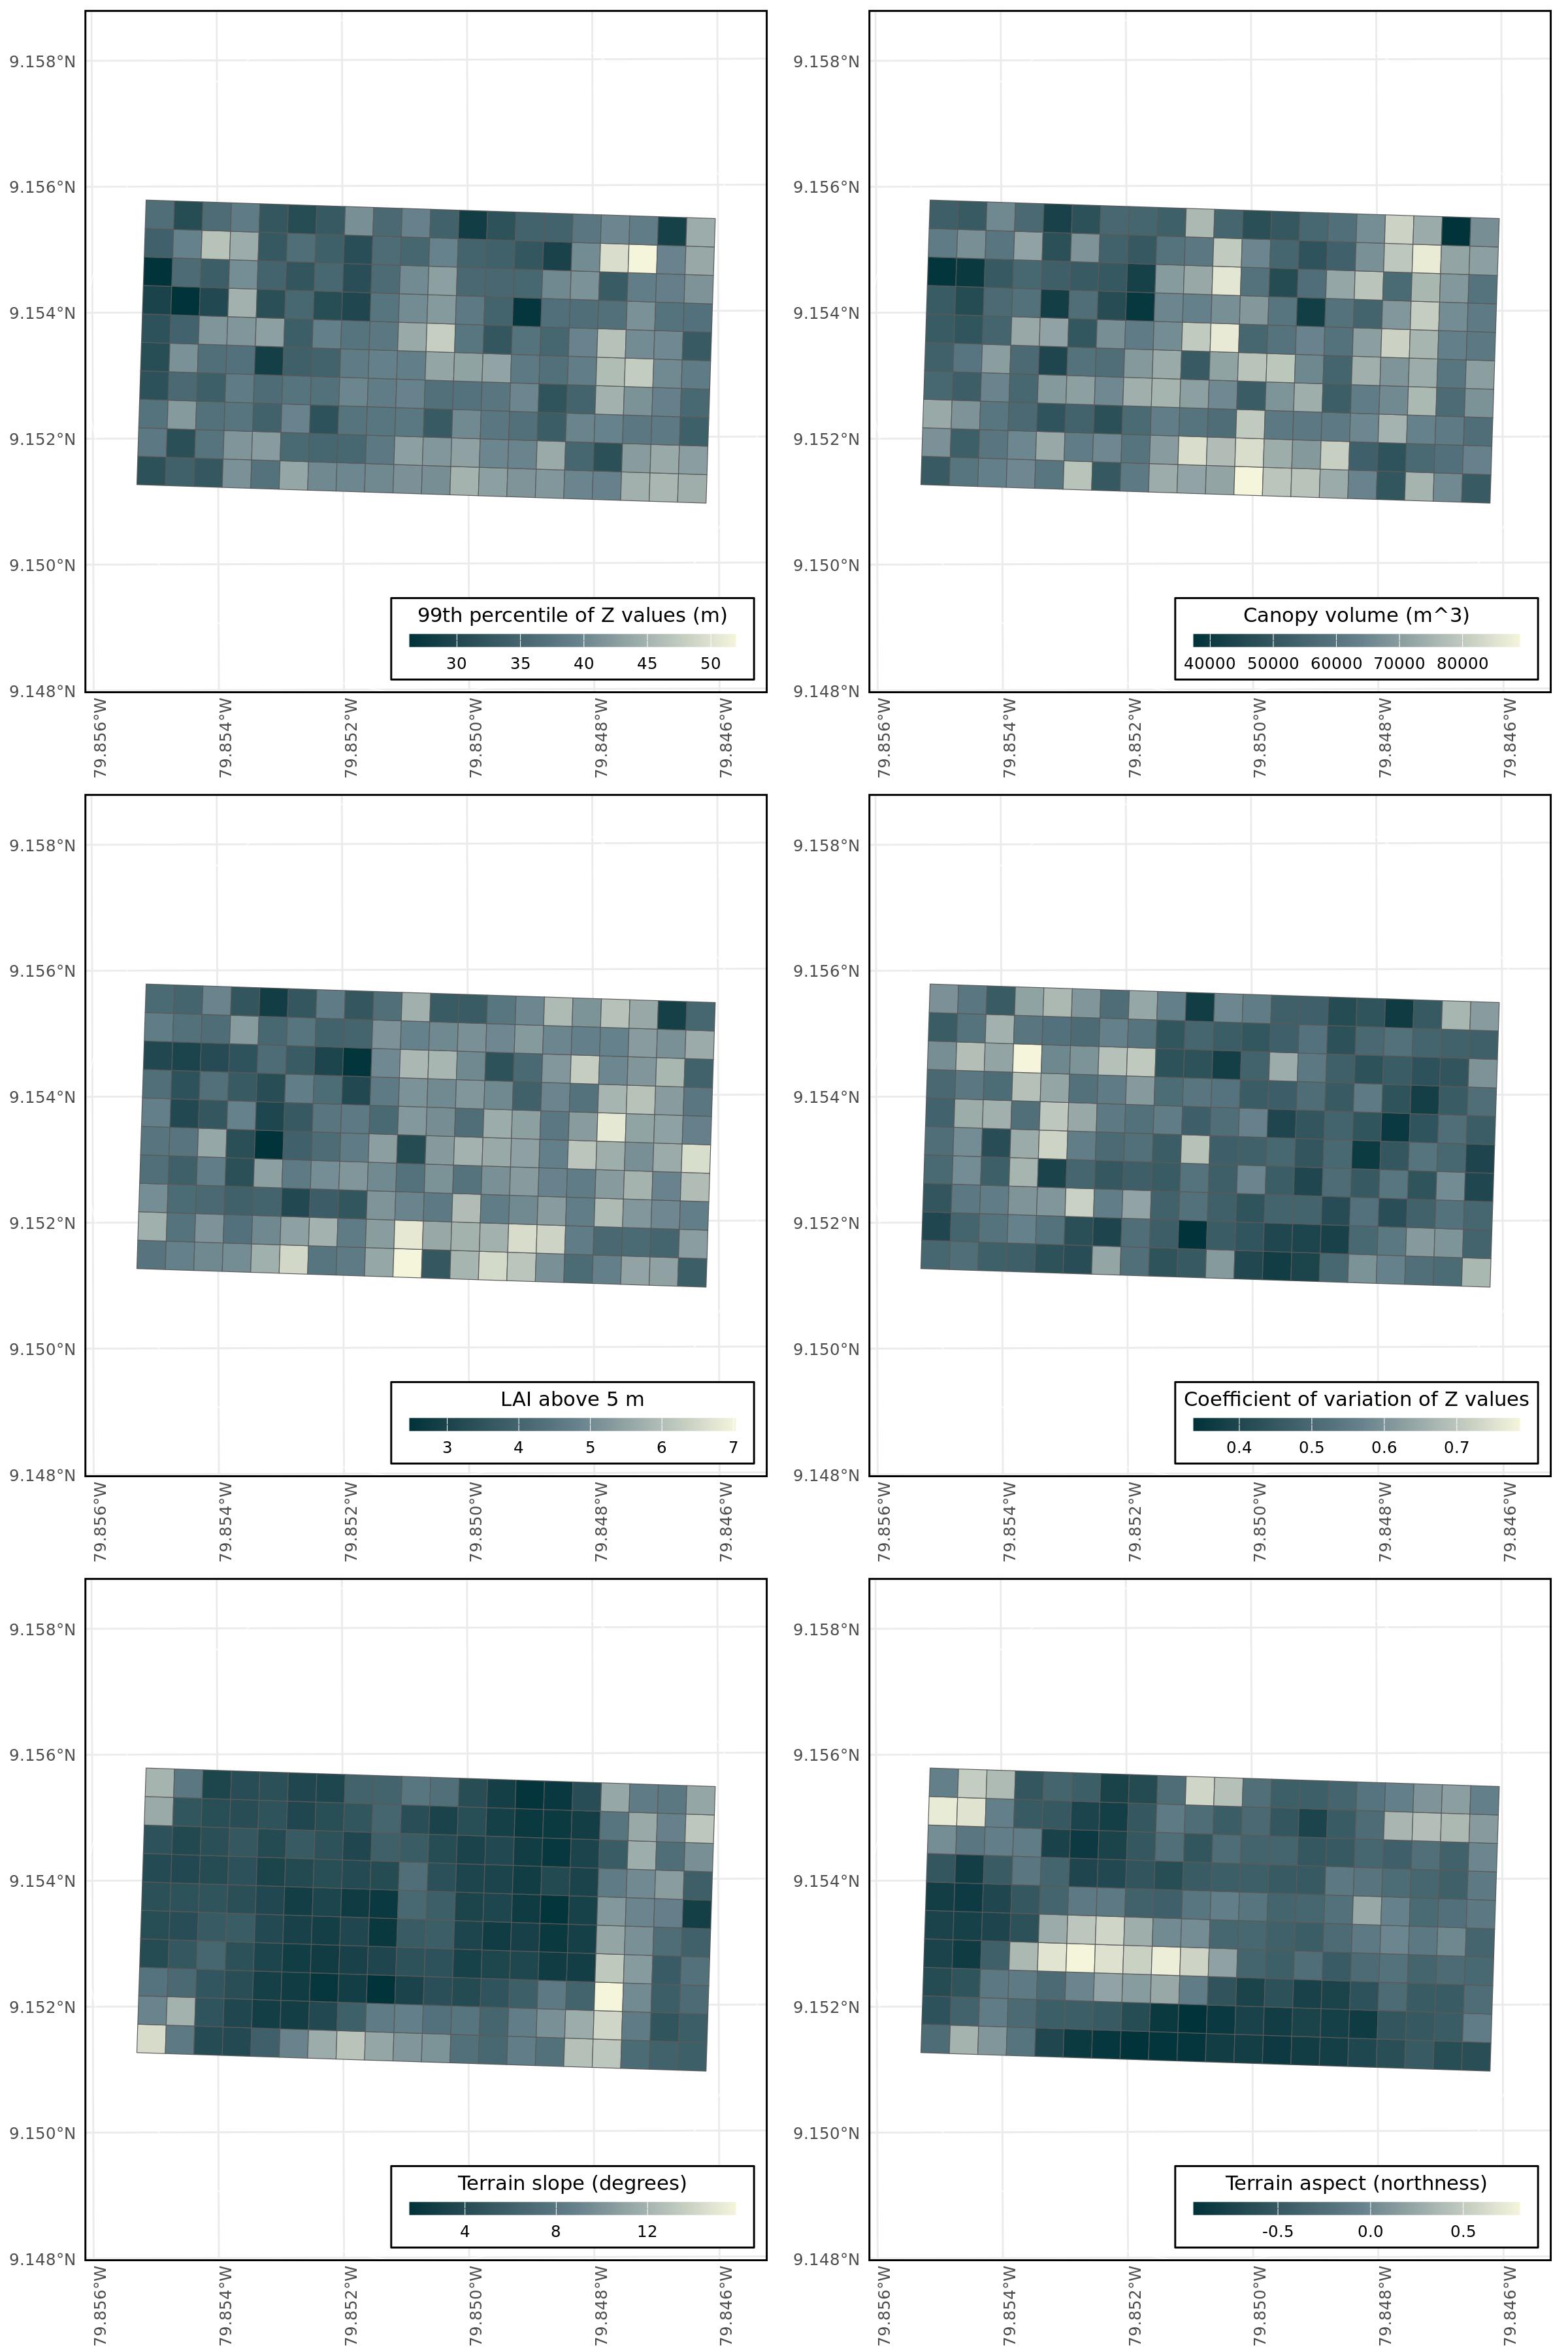 9.158°N
9.156°N
9.154°N
9.152°N
9.150°N
9.148°N
99th percentile of Z values (m)
30 35 40 45 50
79.856°W 79.854°W 79.852°W 79.850°W 79.848°W 79.846°W
9.158°N
9.156°N
9.154°N
9.152°N
9.150°N
9.148°N
Canopy volume (m^3)
40000 50000 60000 70000 80000
79.856°W 79.854°W 79.852°W 79.850°W 79.848°W 79.846°W
9.158°N
9.156°N
9.154°N
9.152°N
9.150°N
9.148°N
LAI above 5 m
3 4 5 6 7
79.856°W 79.854°W 79.852°W 79.850°W 79.848°W 79.846°W
9.158°N
9.156°N
9.154°N
9.152°N
9.150°N
9.148°N
Coefficient of variation of Z values
0.4 0.5 0.6 0.7
79.856°W 79.854°W 79.852°W 79.850°W 79.848°W 79.846°W
9.158°N
9.156°N
9.154°N
9.152°N
9.150°N
9.148°N
Terrain slope (degrees)
4 8 12
79.856°W 79.854°W 79.852°W 79.850°W 79.848°W 79.846°W
9.158°N
9.156°N
9.154°N
9.152°N
9.150°N
9.148°N
Terrain aspect (northness)
-0.5 0.0 0.5
79.856°W 79.854°W 79.852°W 79.850°W 79.848°W 79.846°W